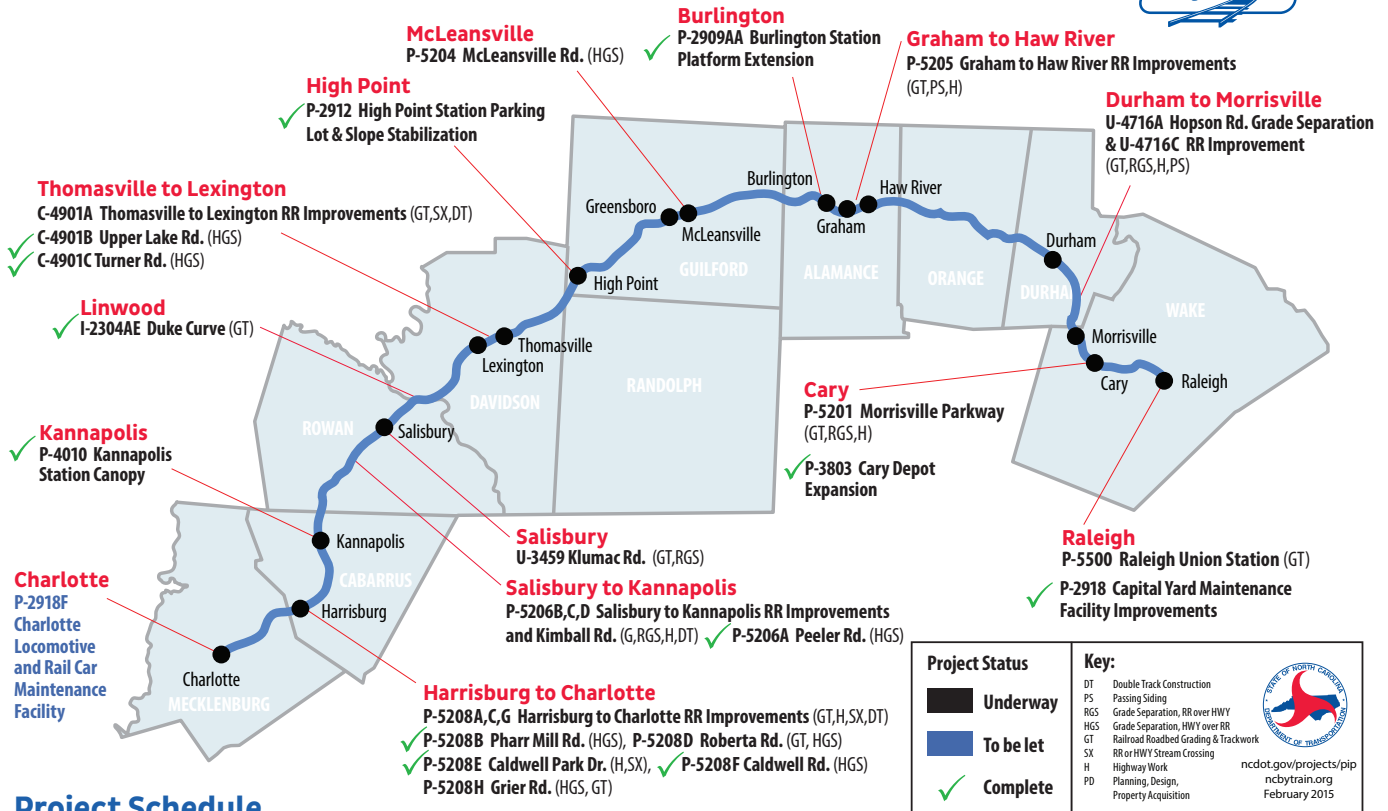 Burlington
P-2909AA Burlington Station
Platform Extension
McLeansville
P-5204 McLeansville Rd. (HGS)
Graham to Haw River
P-5205 Graham to Haw River RR Improvements
(GT,PS,H)
High Point
P-2912 High Point Station Parking
Lot & Slope Stabilization
Durham to Morrisville
U-4716A Hopson Rd. Grade Separation
& U-4716C RR Improvement
(GT,RGS,H,PS)
Thomasville to Lexington
C-4901A Thomasville to Lexington RR Improvements (GT,SX,DT)
C-4901B Upper Lake Rd. (HGS)
C-4901C Turner Rd. (HGS)
Linwood
I-2304AE Duke Curve (GT)
Kannapolis
P-4010 Kannapolis
Station Canopy
Charlotte
P-2918F
Charlotte
Locomotive
and Rail Car
Maintenance
Facility
Burlington
Haw River
Greensboro
McLeansville
Graham
Durham
High Point
GUILFORD
ALAMANCE
ORANGE
DURHA
WAKE
Morrisville
Thomasville
Lexington
Cary
Raleigh
RANDOLPH
DAVIDSON
ROWAN
Salisbury
Kannapolis
CABARRUS
Harrisburg
Charlotte
MECKLENBURG
Cary
P-5201 Morrisville Parkway
(GT,RGS,H)
P-3803 Cary Depot
Expansion
Salisbury
U-3459 Klumac Rd. (GT,RGS)
Salisbury to Kannapolis
P-5206B,C,D Salisbury to Kannapolis RR Improvements
and Kimball Rd. (G,RGS,H,DT) P-5206A Peeler Rd. (HGS)
Raleigh
P-5500 Raleigh Union Station (GT)
P-2918 Capital Yard Maintenance
Facility Improvements
Harrisburg to Charlotte
P-5208A,C,G Harrisburg to Charlotte RR Improvements (GT,H,SX,DT)
P-5208B Pharr Mill Rd. (HGS), P-5208D Roberta Rd. (GT, HGS)
P-5208E Caldwell Park Dr. (H,SX), P-5208F Caldwell Rd. (HGS)
P-5208H Grier Rd. (HGS, GT)
Project Status
Underway
To be let
Complete
Key:
DT Double Track Construction
PS Passing Siding
RGS Grade Separation, RR over HWY
HGS Grade Separation, HWY over RR
GT Railroad Roadbed Grading & Trackwork
SX RR or HWY Stream Crossing
H Highway Work
PD Planning, Design,
Property Acquisition
STATE OF NORTH CAROLINA
DEPARTMENT OF TRANSPORTATION
ncdot.gov/projects/pip
ncbytrain.org
February 2015
Project Schedule